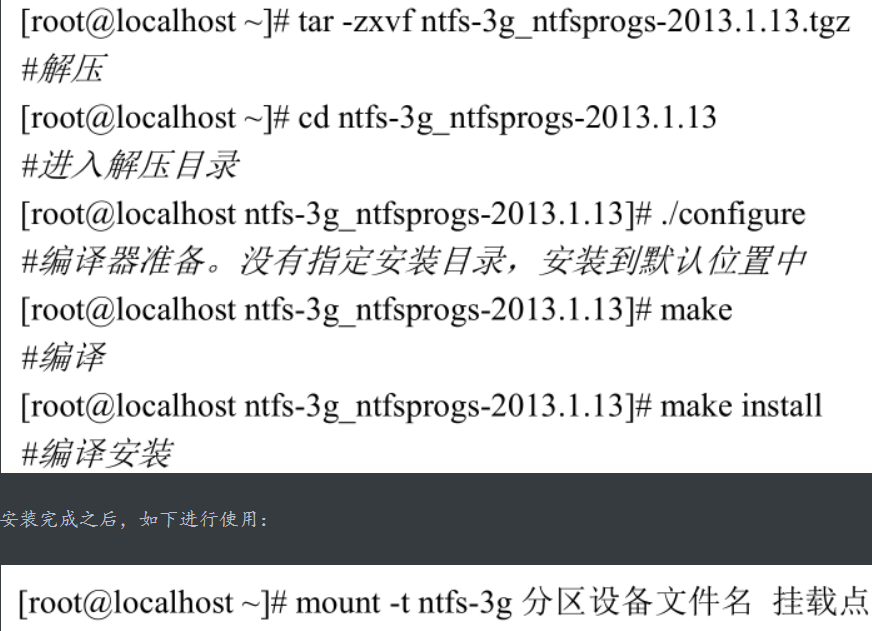 [root@localhost ~]# tar -zxvf ntfs-3g_ntfsprogs-2013.1.13.tgz
#解压
[root@localhost ~]# cd ntfs-3g_ntfsprogs-2013.1.13
#进入解压目录
[root@localhost ntfs-3g_ntfsprogs-2013.1.13]# ./configure
#编译器准备。没有指定安装目录，安装到默认位置中
[root@localhost ntfs-3g_ntfsprogs-2013.1.13]# make
#编译
[root@localhost ntfs-3g_ntfsprogs-2013.1.13]# make install
#编译安装
安装完成之后，如下进行使用：
[root@localhost ~]# mount -t ntfs-3g 分区设备文件名 挂载点